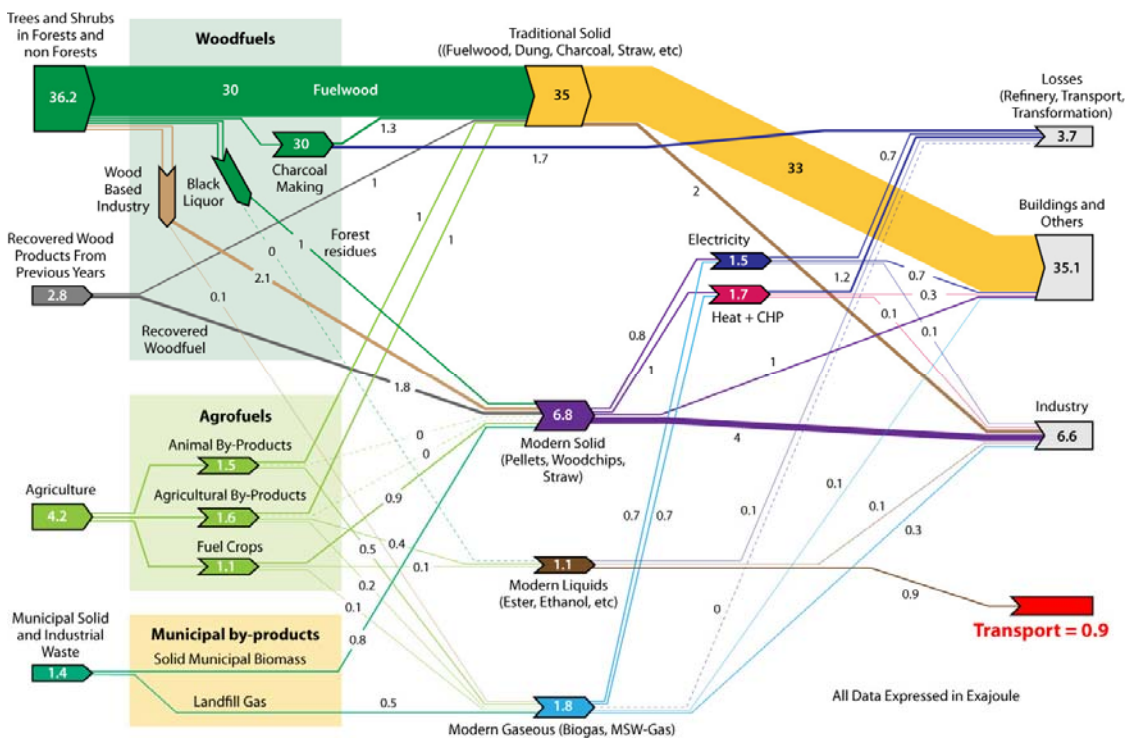 Trees and Shrubs
in Forests and
non Forests
36.2
Woodfuels
30
Fuelwood
Traditional Solid
((Fuelwood, Dung, Charcoal, Straw, etc)
35
Losses
(Refinery, Transport,
Transformation)
3.7
30
Charcoal
Making
1.3
1.7
0.7
33
2
Wood
Based
Industry
Black
Liquor
1
1
1
Buildings and
Others
35.1
Recovered Wood
Products From
Previous Years
2.8
0
1
Forest
residues
0.1
2.1
Recovered
Woodfuel
1.8
Electricity
1.5
1.2
0.7
1.7
Heat + CHP
0.3
0.1
0.1
0.8
1
1
Agrofuels
Animal By-Products
1.5
0
0
6.8
Modern Solid
(Pellets, Woodchips,
Straw)
4
Industry
6.6
Agriculture
4.2
Agricultural By-Products
1.6
0.9
Fuel Crops
1.1
0.5
0.4
0.1
0.2
0.1
0.7
0.7
0.1
0.1
0.1
0.3
1.1
Modern Liquids
(Ester, Ethanol, etc)
0.9
Transport = 0.9
Municipal Solid
and Industrial
Waste
1.4
Municipal by-products
Solid Municipal Biomass
0.8
Landfill Gas
0.5
0
1.8
Modern Gaseous (Biogas, MSW-Gas)
All Data Expressed in Exajoule